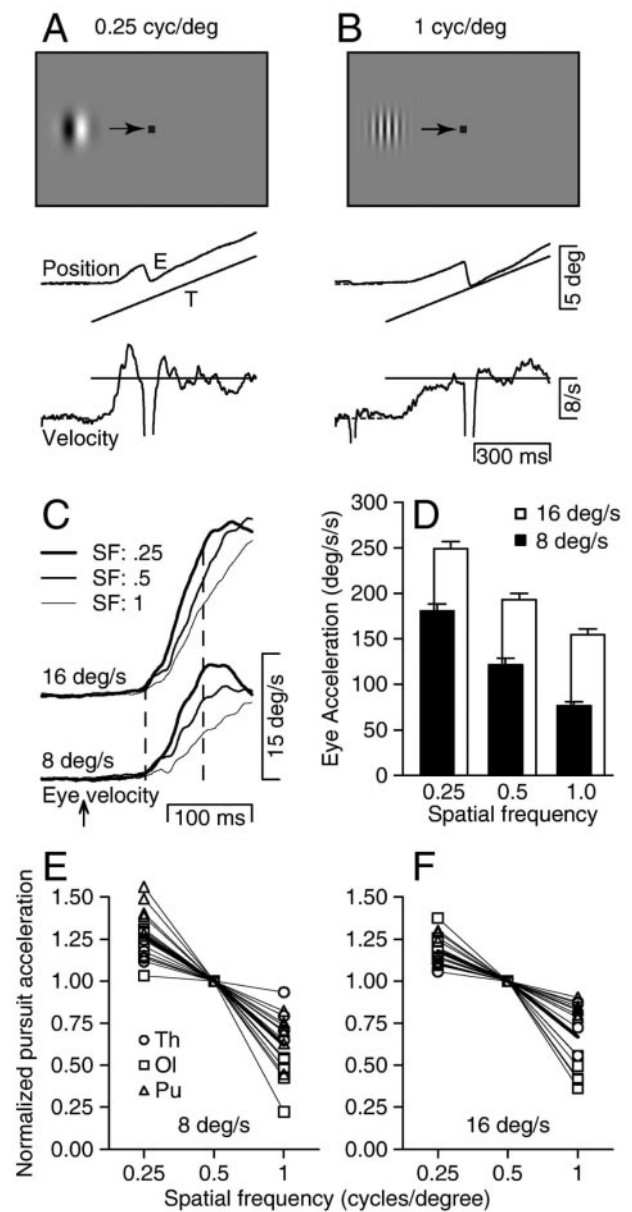 A
0.25 cyc/deg
B
1 cyc/deg
Position
E
T
5 deg
Velocity
8/s
300 ms
C
SF: .25
SF: .5
SF: 1
16 deg/s
8 deg/s
15 deg/s
Eye velocity
100 ms
D
16 deg/s
8 deg/s
Eye Acceleration (deg/s/s)
300
250
200
150
100
50
0
0.25 0.5 1.0
Spatial frequency
E
Normalized pursuit acceleration
1.50
1.25
1.00
0.75
0.50
0.25
0.00
Th
Ol
Pu
8 deg/s
0.25 0.5 1
F
1.50
1.25
1.00
0.75
0.50
0.25
0.00
16 deg/s
0.25 0.5 1
Spatial frequency (cycles/degree)